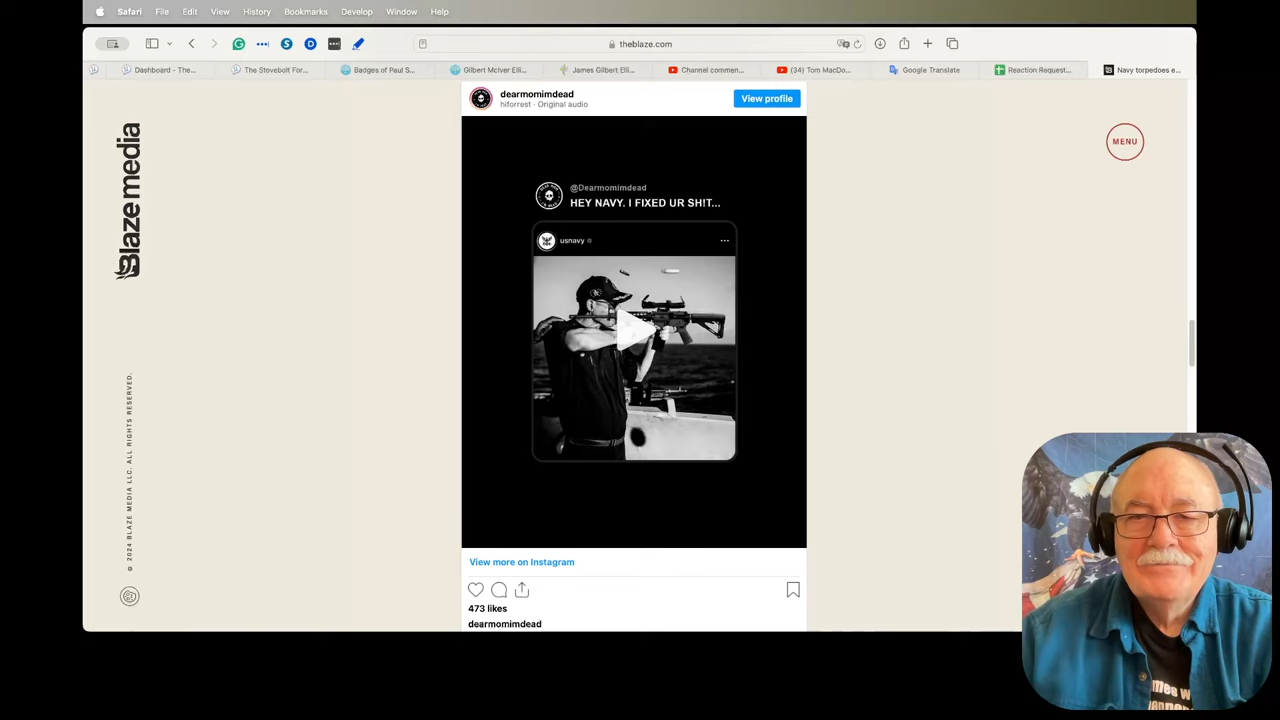 Safari File Edit View History Bookmarks Develop Window Help
theblaze.com
Dashboard - The... The Stovebolt For... Badges of Paul S... Gilbert McIver Elli... James Gilbert Elli... Channel commen... (34) Tom MacDo... Google Translate Reaction Request... Navy torpedoes e...
dearmomimdead
hiforrest · Original audio
View profile
Blaze media
MENU
@Dearmomimdead
HEY NAVY. I FIXED UR SH!T...
usnavy
© 2024 BLAZE MEDIA LLC. ALL RIGHTS RESERVED.
View more on Instagram
473 likes
dearmomimdead